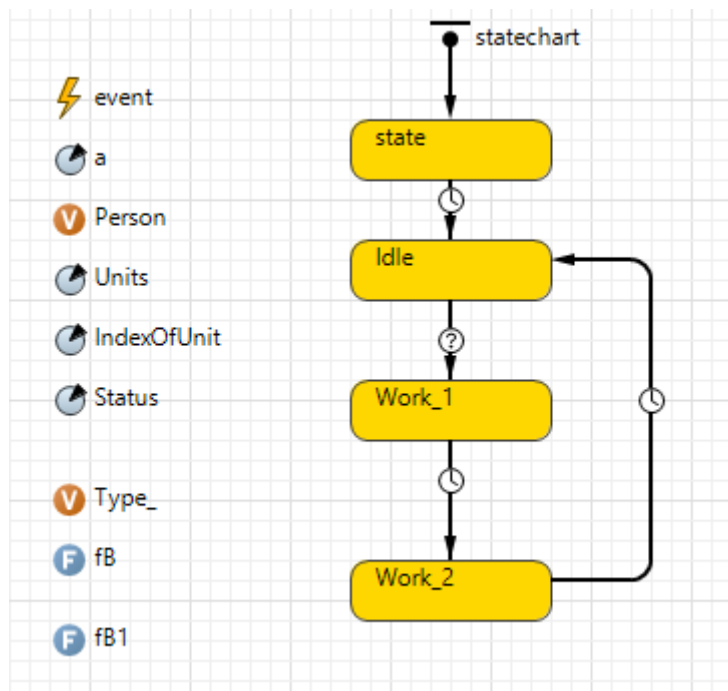 statechart
event
state
a
Person
Idle
Units
IndexOfUnit
?
Work_1
Status
V
Type_
F
fB
Work_2
F
fB1
V